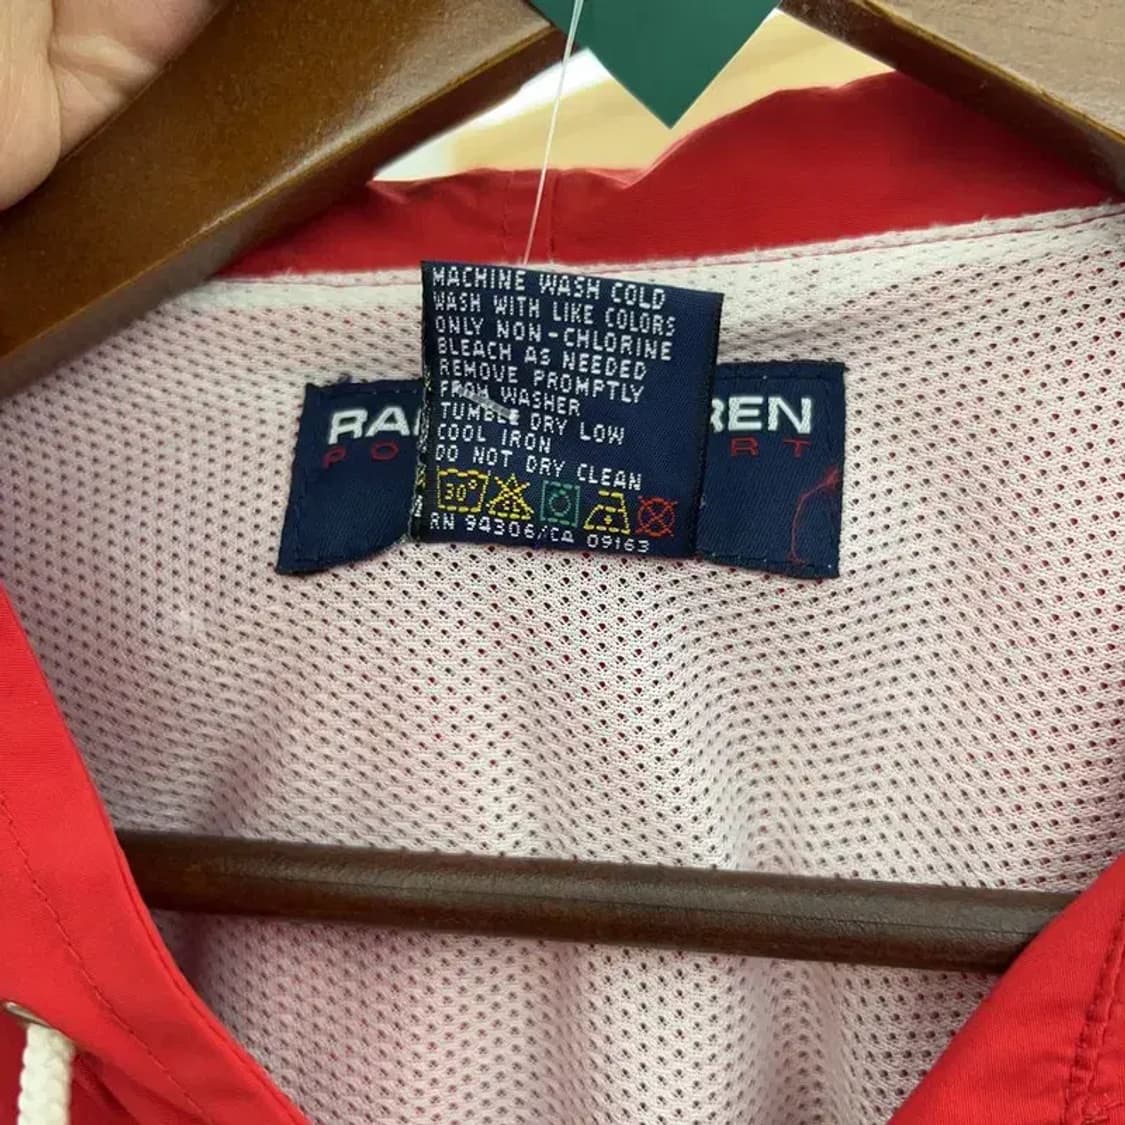 MACHINE WASH COLD
WASH WITH LIKE COLORS
ONLY NON-CHLORINE
BLEACH AS NEEDED
REMOVE PROMPTLY
FROM WASHER
TUMBLE DRY LOW
COOL IRON
DO NOT DRY CLEAN
30°
RN 94306/CA 09163
RA REN
PO RT